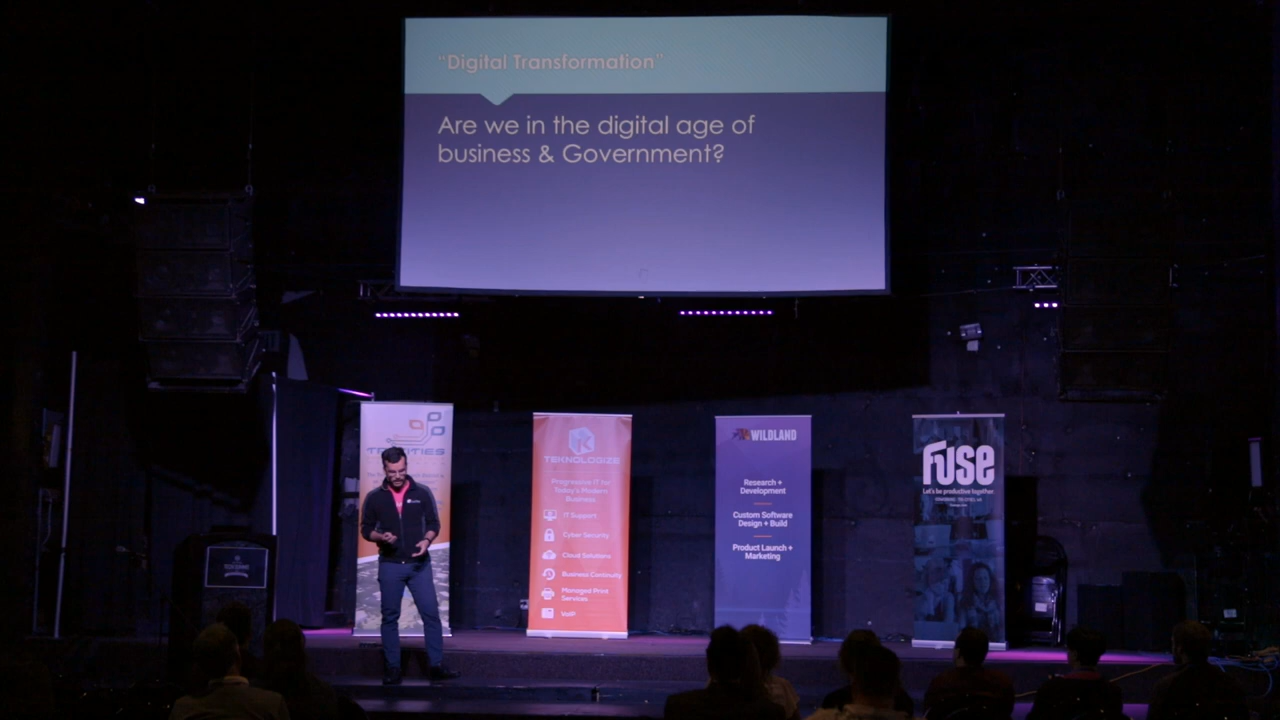 “Digital Transformation”
Are we in the digital age of
business & Government?
TEKNOLOGIZE
Progressive IT for
Today's Modern
Business
IT Support
Cyber Security
Cloud Solutions
Business Continuity
Managed Print
Services
VoIP
WILDLAND
Research +
Development
Custom Software
Design + Build
Product Launch +
Marketing
fuse
Let's be productive together